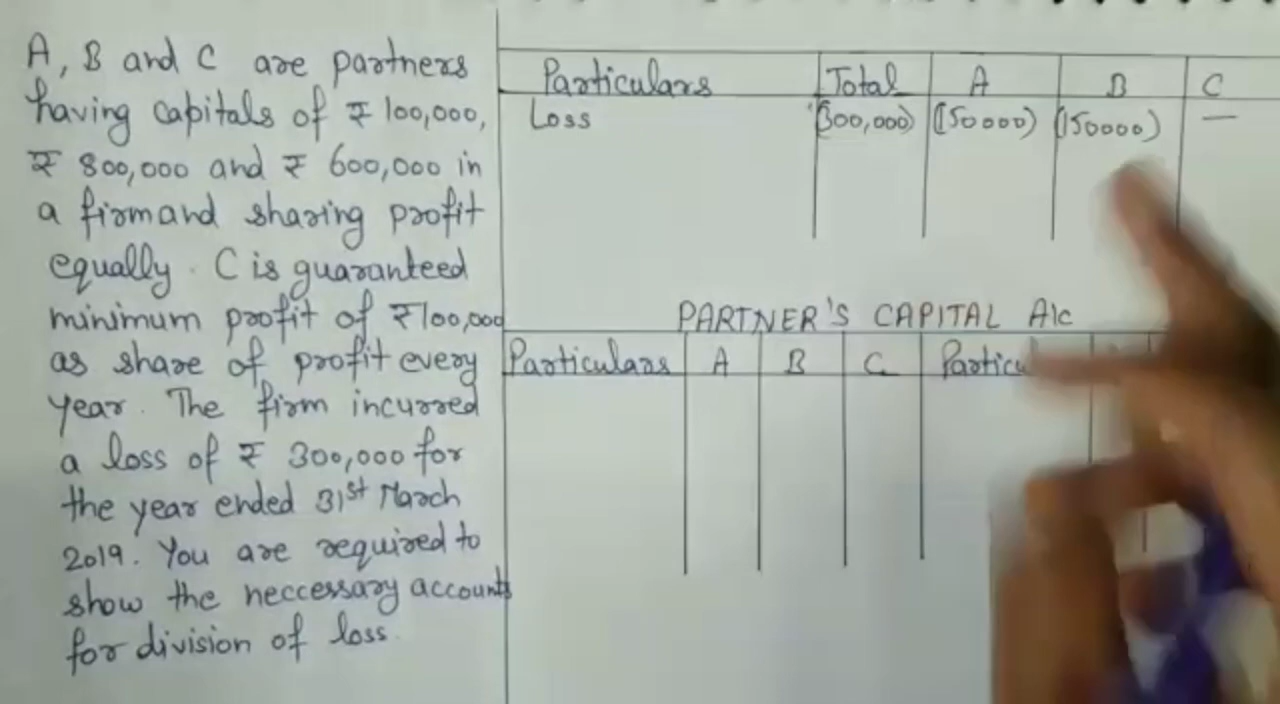 A, B and C are partners
having capitals of ₹ 100,000,
₹ 800,000 and ₹ 600,000 in
a firm and sharing profit
equally. C is guaranteed
minimum profit of ₹100,000
as share of profit every
year. The firm incurred
a loss of ₹ 300,000 for
the year ended 31st March
2019. You are required to
show the neccessary accounts
for division of loss.
Particulars Total A B C
Loss (300,000) (150000) (150000) —
PARTNER'S CAPITAL A/c
Particulars A B C